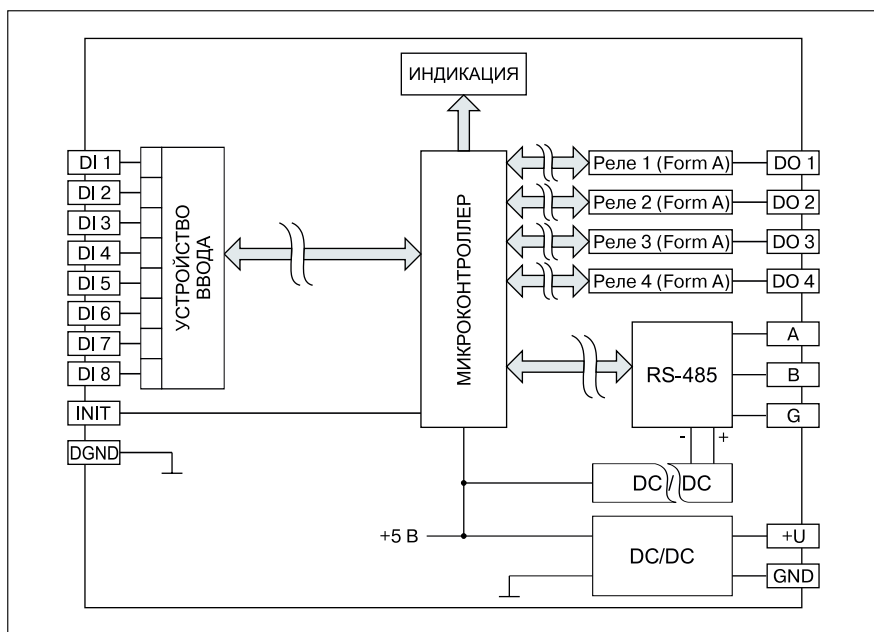 ИНДИКАЦИЯ
DI 1
DI 2
DI 3
DI 4
DI 5
DI 6
DI 7
DI 8
INIT
DGND
УСТРОЙСТВО
ВВОДА
МИКРОКОНТРОЛЛЕР
Реле 1 (Form A)
DO 1
Реле 2 (Form A)
DO 2
Реле 3 (Form A)
DO 3
Реле 4 (Form A)
DO 4
RS-485
A
B
G
- +
DC / DC
+5 В
DC/DC
+U
GND